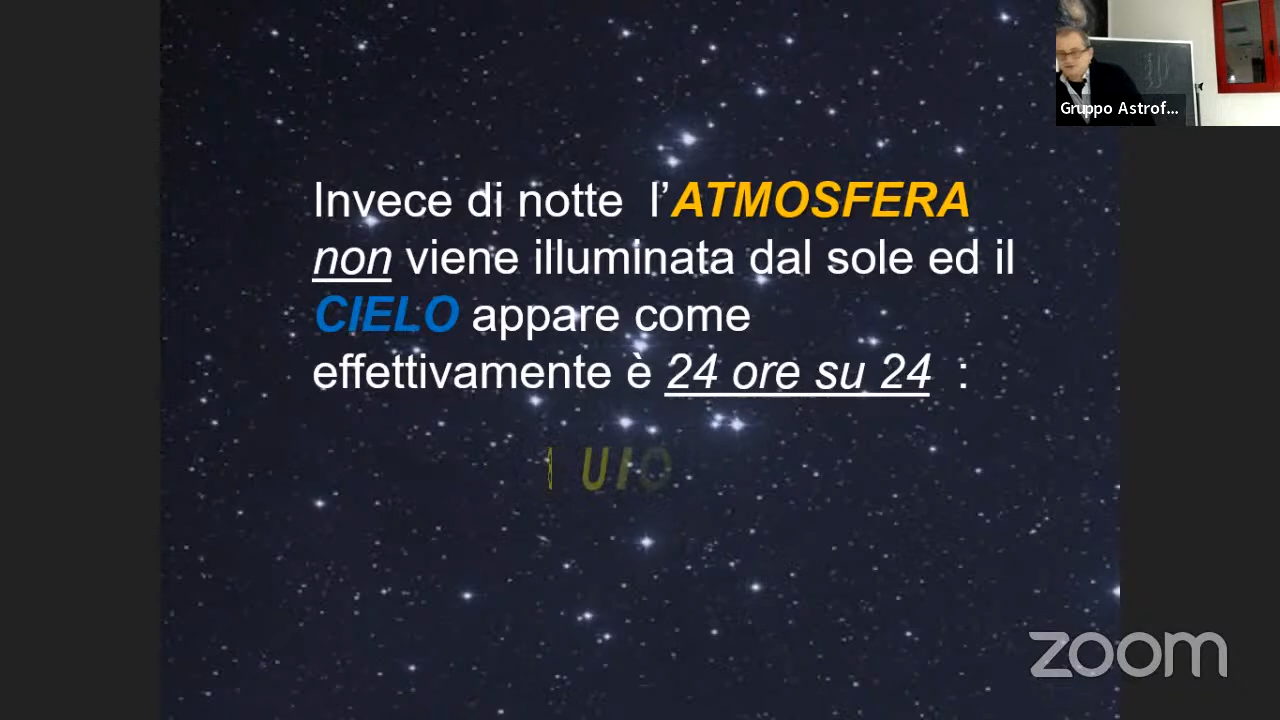 Gruppo Astrof...
Invece di notte l'ATMOSFERA
non viene illuminata dal sole ed il
CIELO appare come
effettivamente è 24 ore su 24 :
zoom